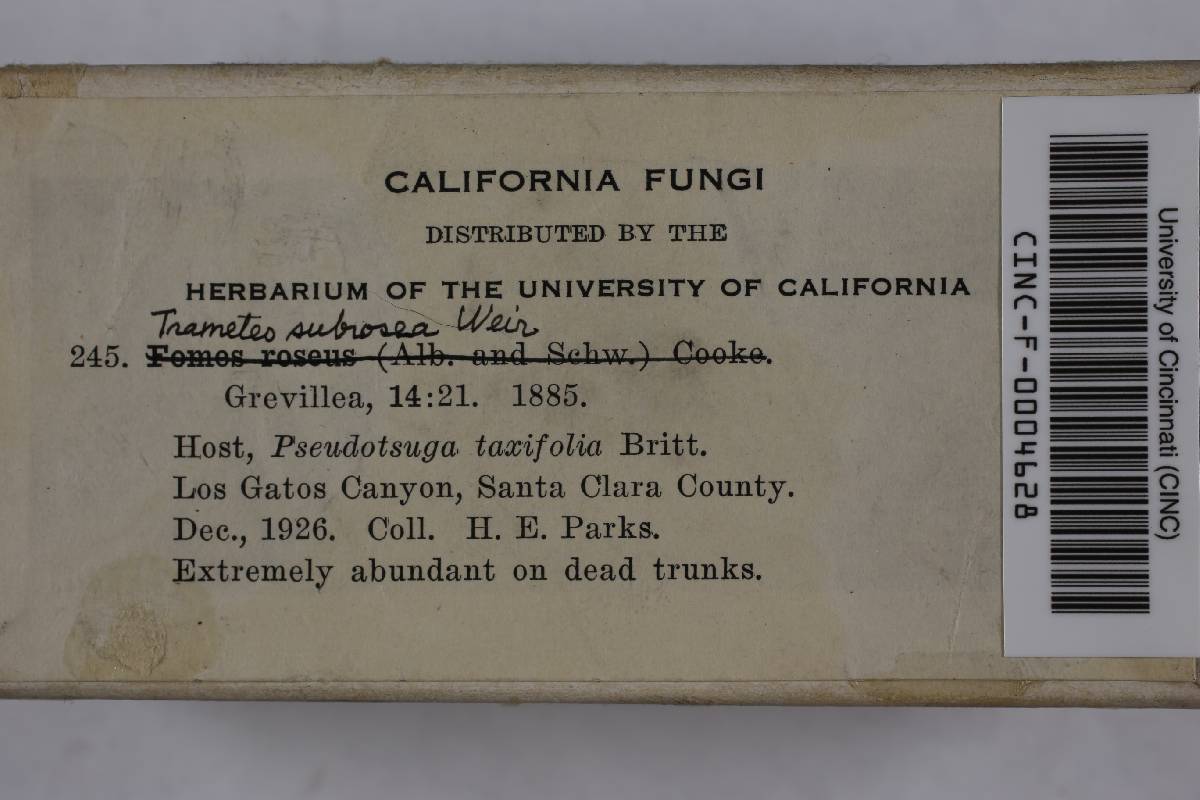 CALIFORNIA FUNGI
DISTRIBUTED BY THE
HERBARIUM OF THE UNIVERSITY OF CALIFORNIA
Trametes subrosea Weir
245. Fomes roseus (Alb. and Schw.) Cooke.
Grevillea, 14:21. 1885.
Host, Pseudotsuga taxifolia Britt.
Los Gatos Canyon, Santa Clara County.
Dec., 1926. Coll. H. E. Parks.
Extremely abundant on dead trunks.
University of Cincinnati (CINC)
CINC-F-0004628